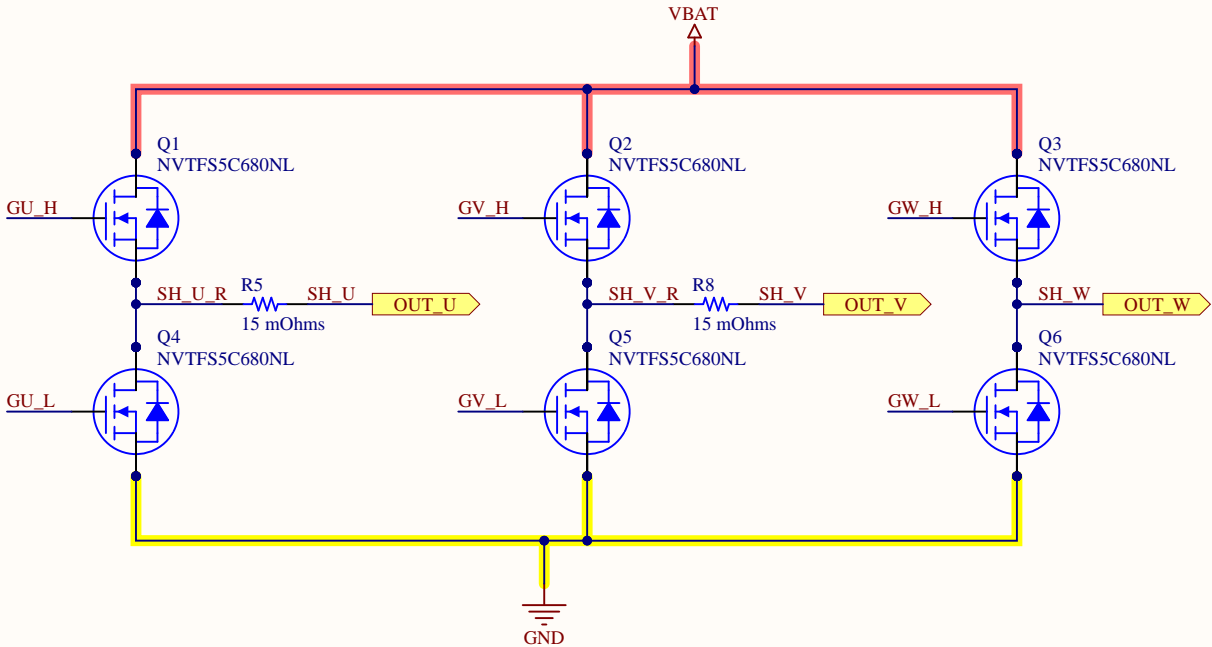 VBAT
Q1
NVTFS5C680NL
Q2
NVTFS5C680NL
Q3
NVTFS5C680NL
GU_H
GV_H
GW_H
SH_U_R
R5
15 mOhms
SH_U
OUT_U
SH_V_R
R8
15 mOhms
SH_V
OUT_V
SH_W
OUT_W
Q4
NVTFS5C680NL
Q5
NVTFS5C680NL
Q6
NVTFS5C680NL
GU_L
GV_L
GW_L
GND